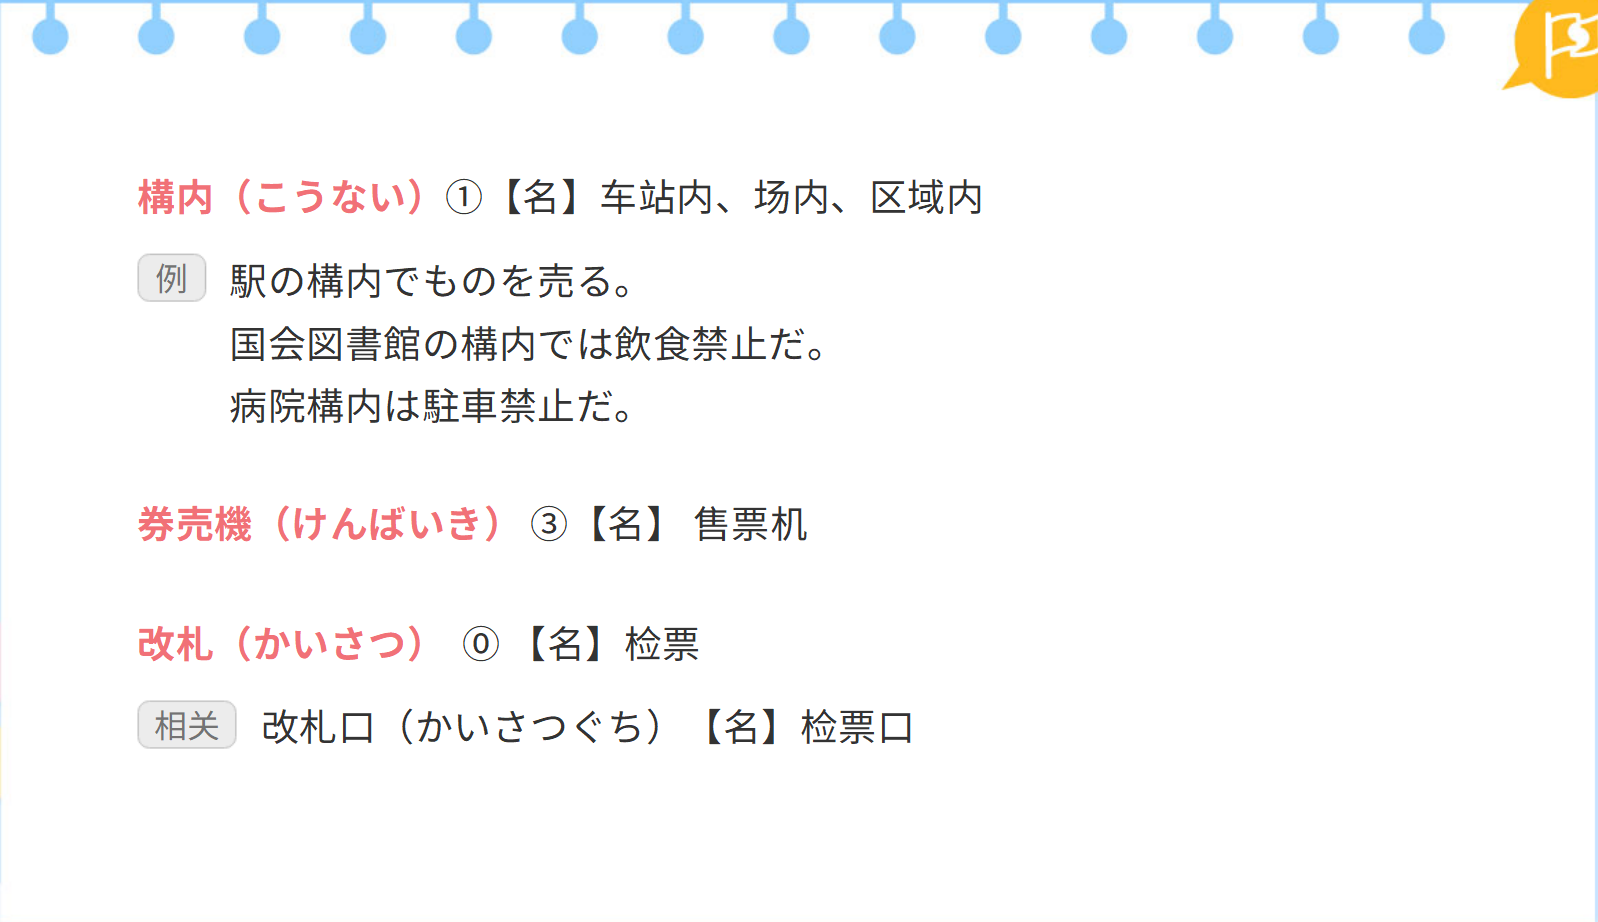 構内（こうない）①【名】车站内、场内、区域内
例 駅の構内でものを売る。
国会図書館の構内では飲食禁止だ。
病院構内は駐車禁止だ。
券売機（けんばいき） ③【名】 售票机
改札（かいさつ） ⓪ 【名】检票
相关 改札口（かいさつぐち） 【名】检票口